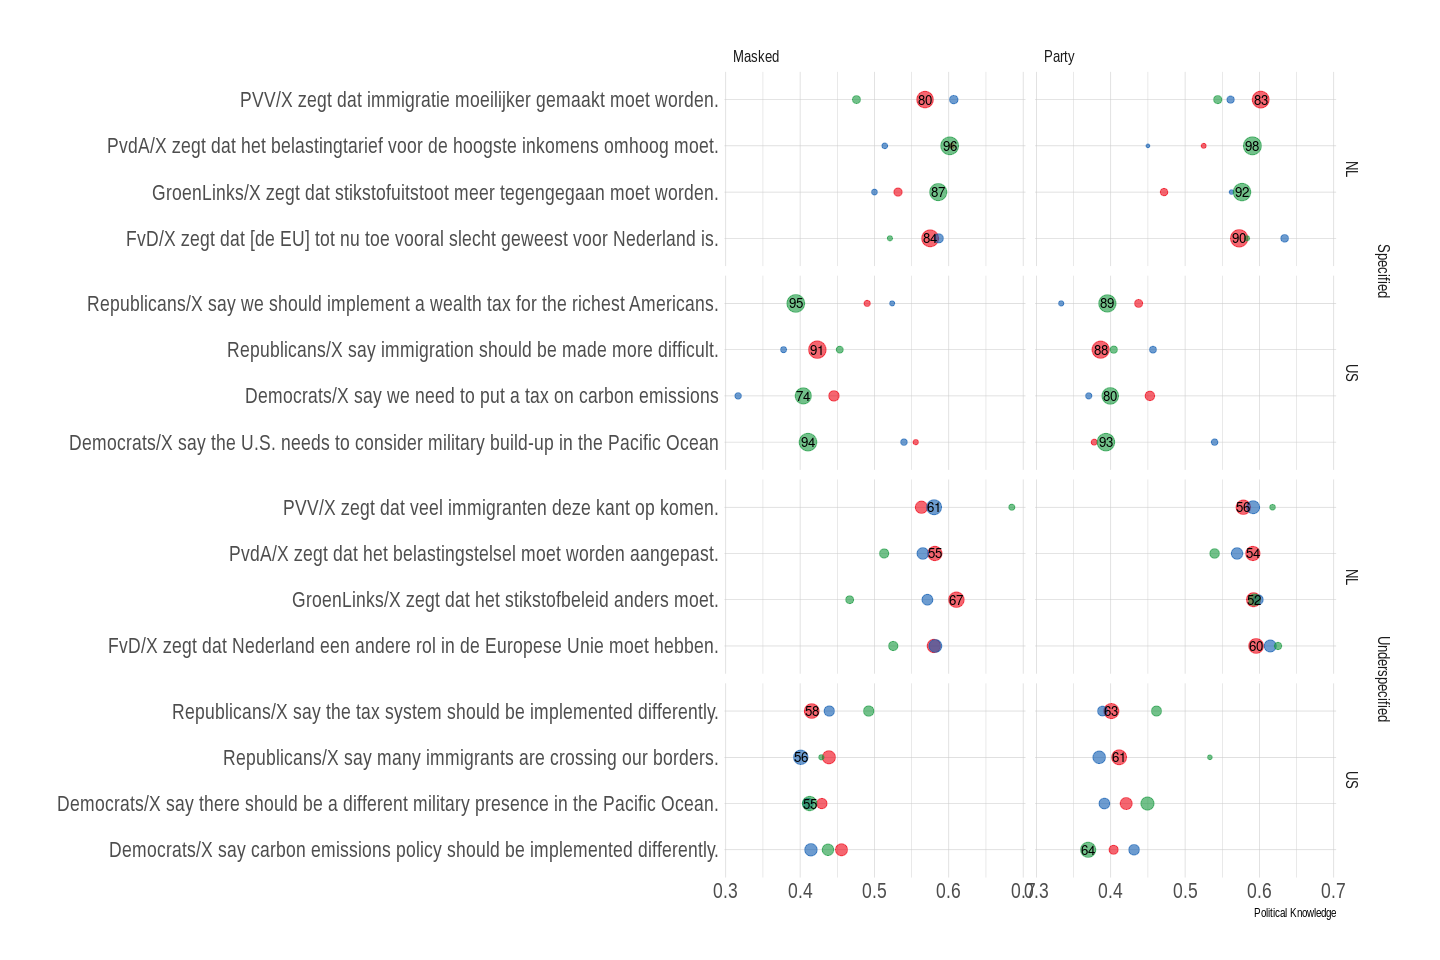 Masked Party
PVV/X zegt dat immigratie moeilijker gemaakt moet worden. 80 83
PvdA/X zegt dat het belastingtarief voor de hoogste inkomens omhoog moet. 96 98
NL
GroenLinks/X zegt dat stikstofuitstoot meer tegengegaan moet worden. 87 92
FvD/X zegt dat [de EU] tot nu toe vooral slecht geweest voor Nederland is. 84 90
Specified
Republicans/X say we should implement a wealth tax for the richest Americans. 95 89
Republicans/X say immigration should be made more difficult. 91 88
US
Democrats/X say we need to put a tax on carbon emissions 74 80
Democrats/X say the U.S. needs to consider military build-up in the Pacific Ocean 94 93
PVV/X zegt dat veel immigranten deze kant op komen. 61 56
PvdA/X zegt dat het belastingstelsel moet worden aangepast. 55 54
NL
GroenLinks/X zegt dat het stikstofbeleid anders moet. 67 52
FvD/X zegt dat Nederland een andere rol in de Europese Unie moet hebben. 60
Underspecified
Republicans/X say the tax system should be implemented differently. 58 63
Republicans/X say many immigrants are crossing our borders. 56 61
US
Democrats/X say there should be a different military presence in the Pacific Ocean. 55
Democrats/X say carbon emissions policy should be implemented differently. 64
0.3 0.4 0.5 0.6 0.7 0.3 0.4 0.5 0.6 0.7
Political Knowledge